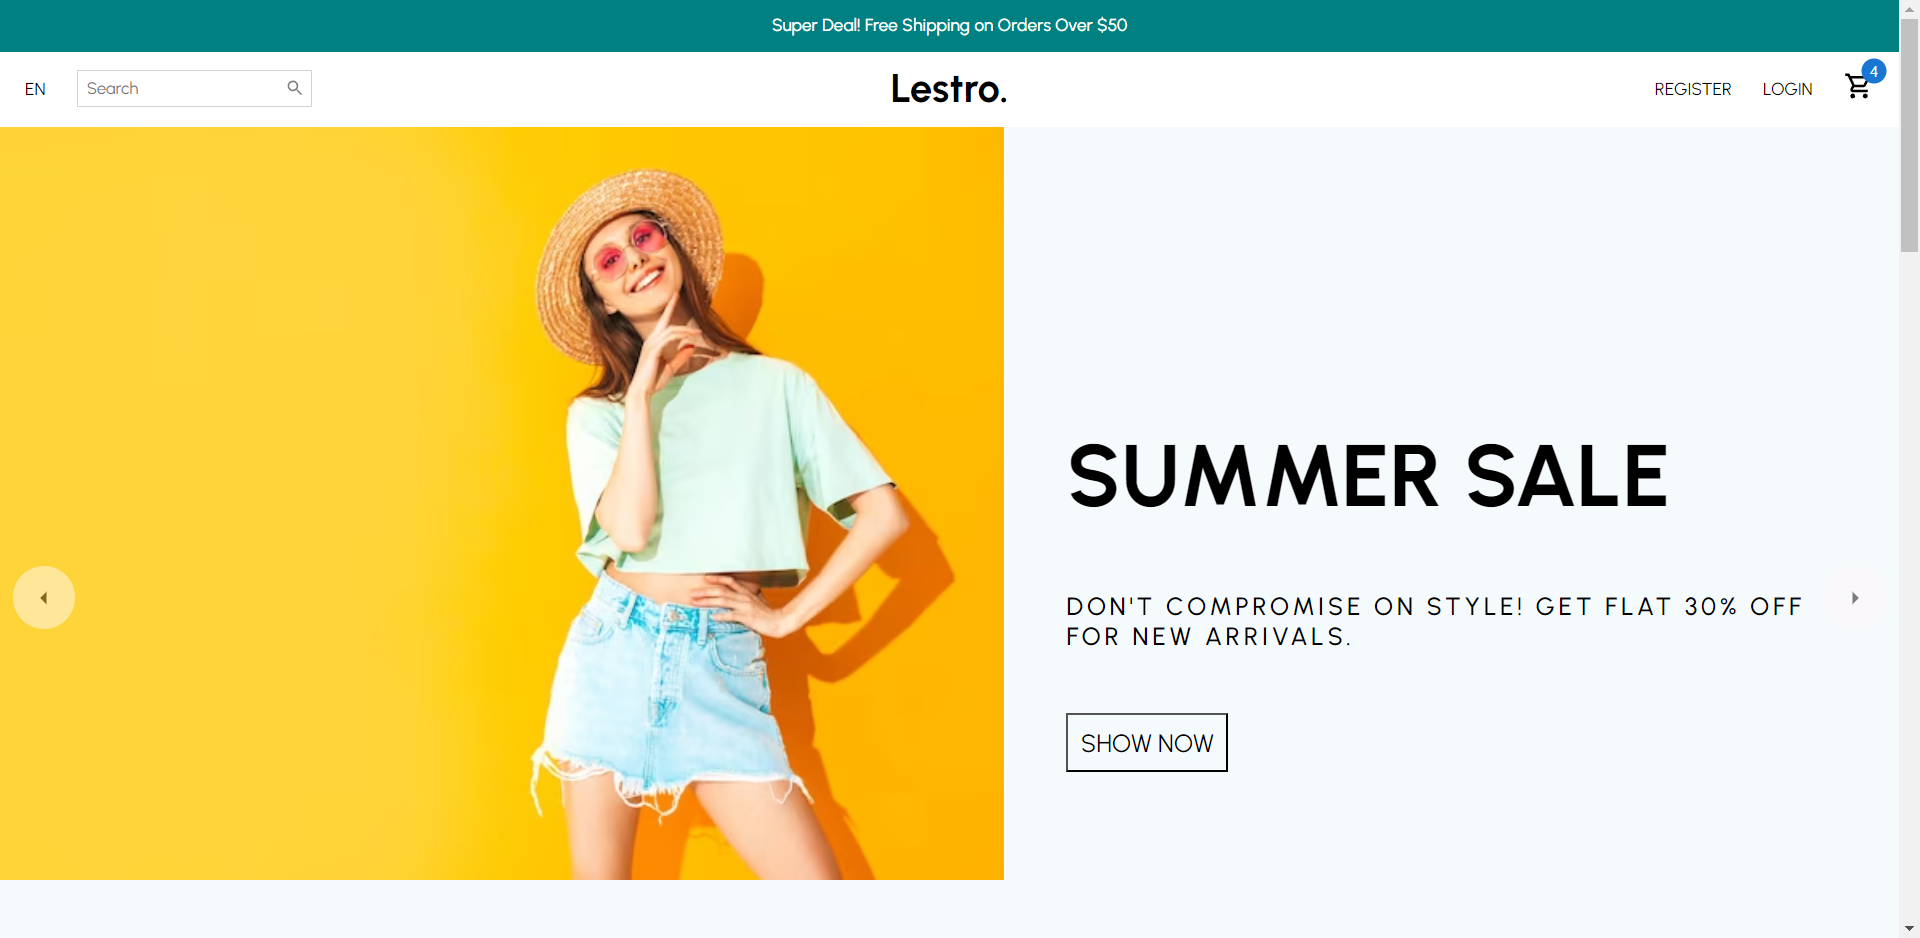 Super Deal! Free Shipping on Orders Over $50
EN
Search
Lestro.
REGISTER
LOGIN
4
SUMMER SALE
DON'T COMPROMISE ON STYLE! GET FLAT 30% OFF
FOR NEW ARRIVALS.
SHOW NOW